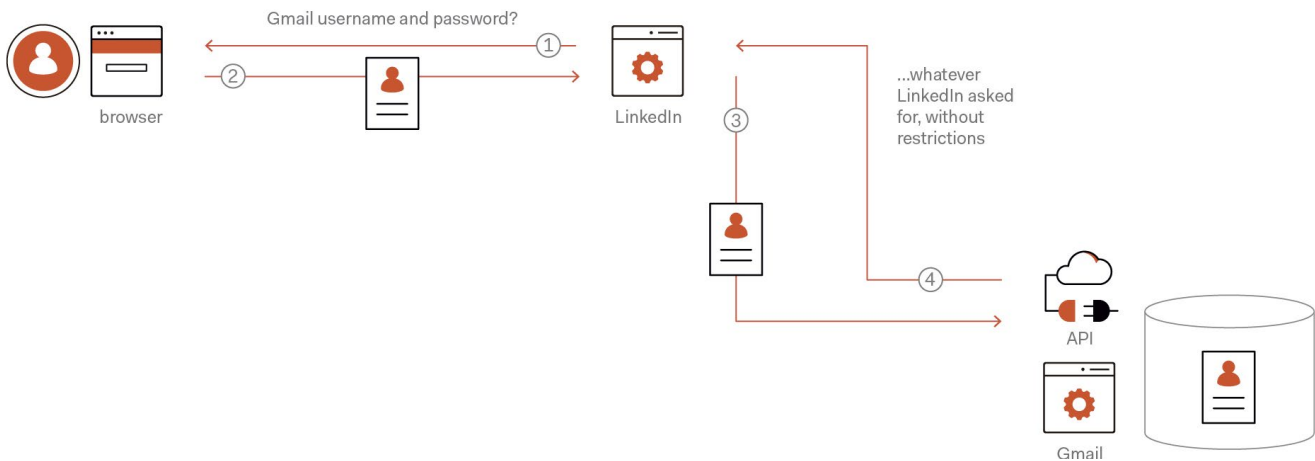 Gmail username and password?
1
2
browser
LinkedIn
3
...whatever
LinkedIn asked
for, without
restrictions
4
API
Gmail